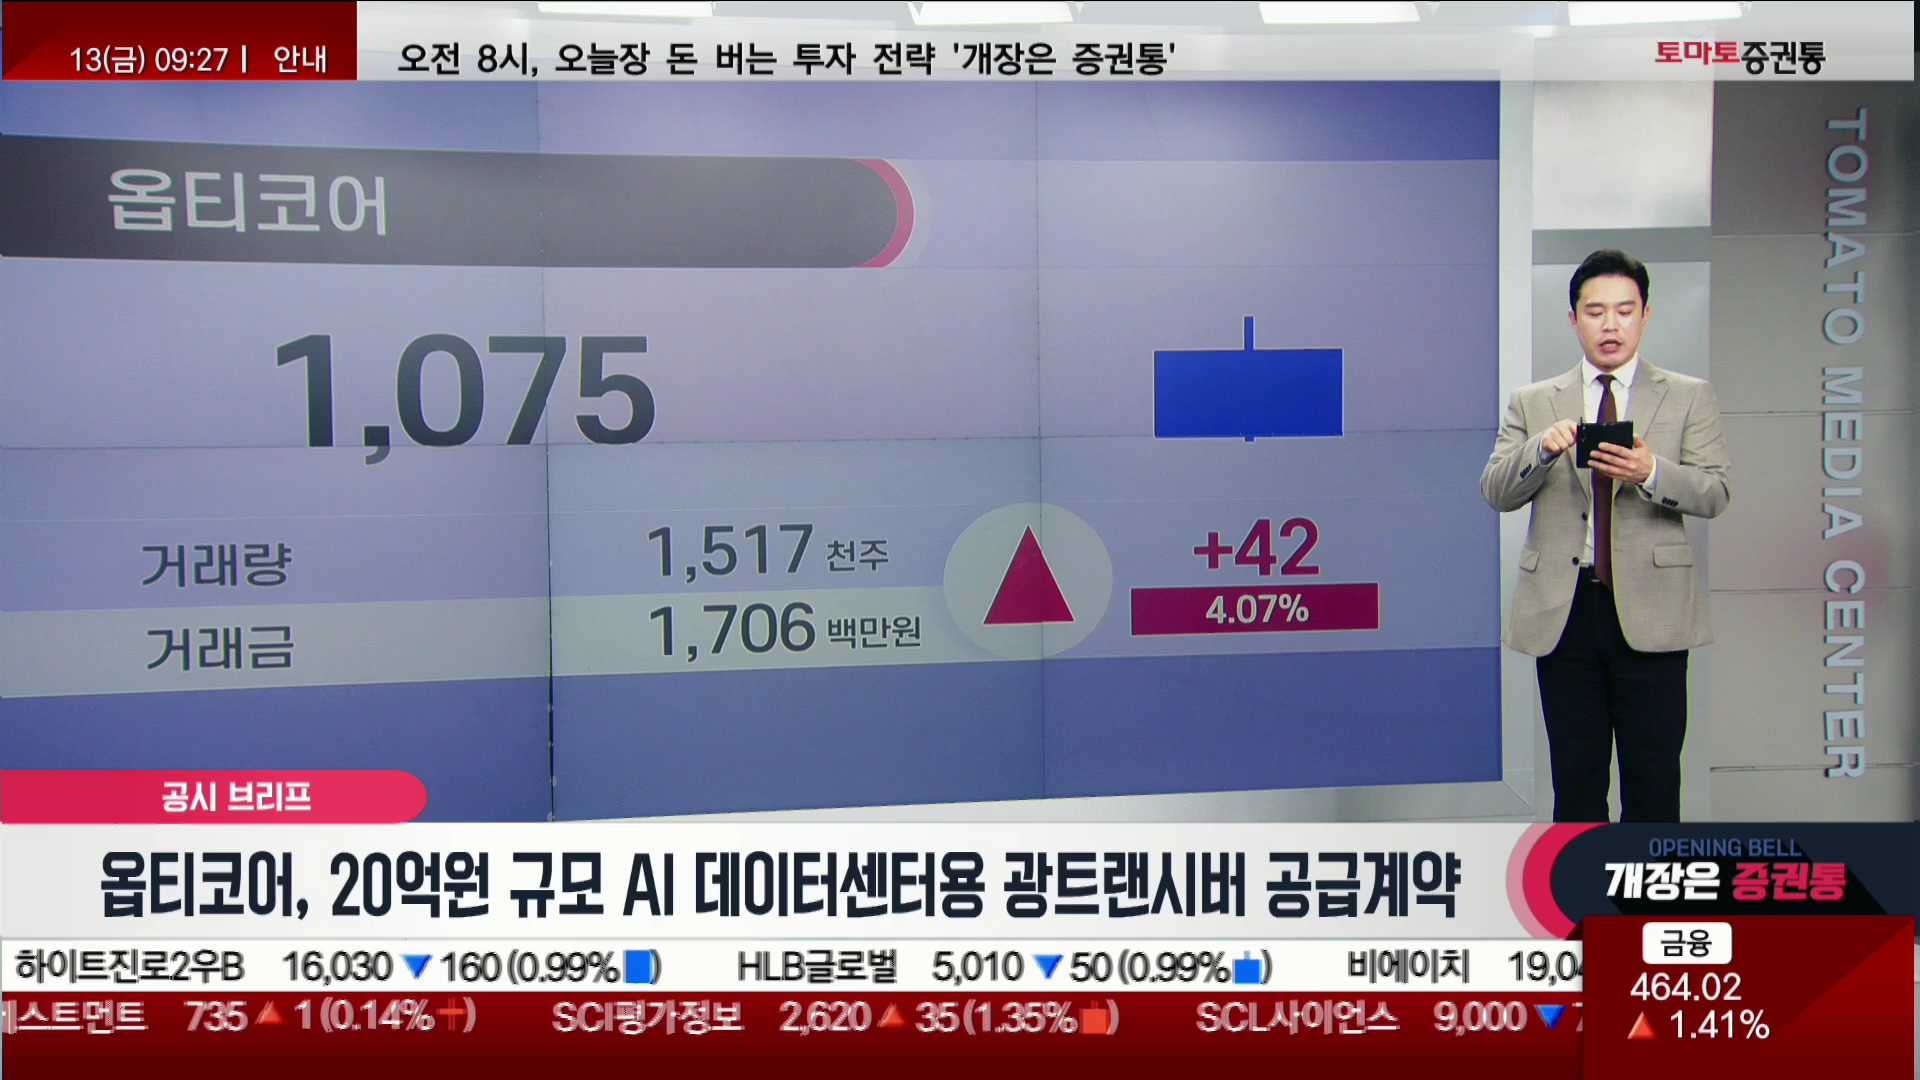 13(금) 09:27 | 안내
오전 8시, 오늘장 돈 버는 투자 전략 '개장은 증권통'
토마토증권통
옵티코어
1,075
거래량 1,517 천주
거래금 1,706 백만원
+42
4.07%
TOMATO MEDIA CENTER
공시 브리프
옵티코어, 20억원 규모 AI 데이터센터용 광트랜시버 공급계약
OPENING BELL
개장은 증권통
하이트진로2우B 16,030 ▼ 160 (0.99% ) HLB글로벌 5,010 ▼ 50 (0.99% ) 비에이치
스트먼트 735 ▲ 1 (0.14% ) SCI평가정보 2,620 ▲ 35 (1.35% ) SCL사이언스 9,000 ▼
금융
464.02
▲ 1.41%